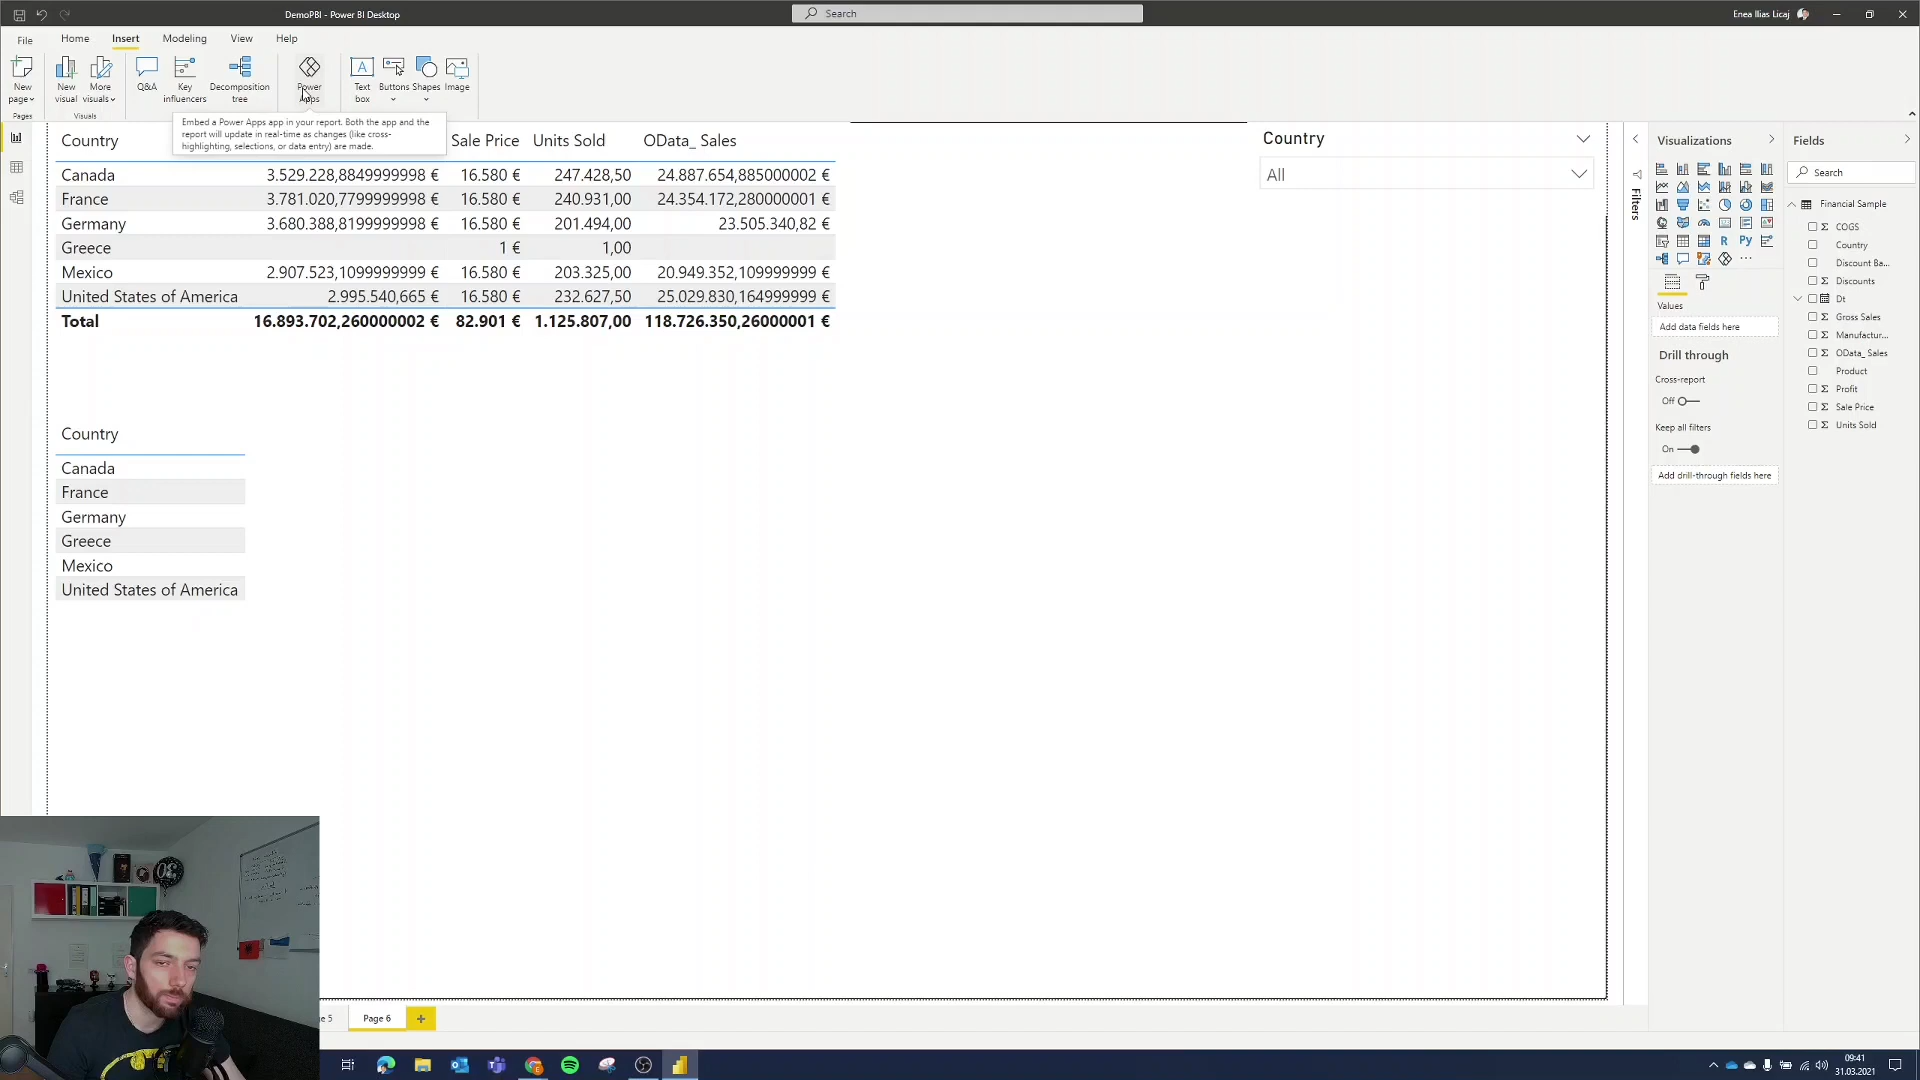 DemoPBI - Power BI Desktop
Search
Enea Ilias Licaj
File
Home
Insert
Modeling
View
Help
New page
New visual
More visuals
Q&A
Key influencers
Decomposition tree
Power Apps
Text box
Buttons
Shapes
Image
Pages
Visuals
Embed a Power Apps app in your report. Both the app and the
report will update in real-time as changes (like cross-
highlighting, selections, or data entry) are made.
Country Sale Price Units Sold OData_ Sales
Canada 3.529.228,8849999998 € 16.580 € 247.428,50 24.887.654,885000002 €
France 3.781.020,7799999998 € 16.580 € 240.931,00 24.354.172,280000001 €
Germany 3.680.388,8199999998 € 16.580 € 201.494,00 23.505.340,82 €
Greece 1 € 1,00
Mexico 2.907.523,1099999999 € 16.580 € 203.325,00 20.949.352,109999999 €
United States of America 2.995.540,665 € 16.580 € 232.627,50 25.029.830,164999999 €
Total 16.893.702,260000002 € 82.901 € 1.125.807,00 118.726.350,26000001 €
Country
Canada
France
Germany
Greece
Mexico
United States of America
Country
All
Filters
Visualizations
R
Py
Values
Add data fields here
Drill through
Cross-report
Off
Keep all filters
On
Add drill-through fields here
Fields
Search
Financial Sample
COGS
Country
Discount Ba...
Discounts
Dt
Gross Sales
Manufactur...
OData_ Sales
Product
Profit
Sale Price
Units Sold
ge 5
Page 6
09:41
31.03.2021